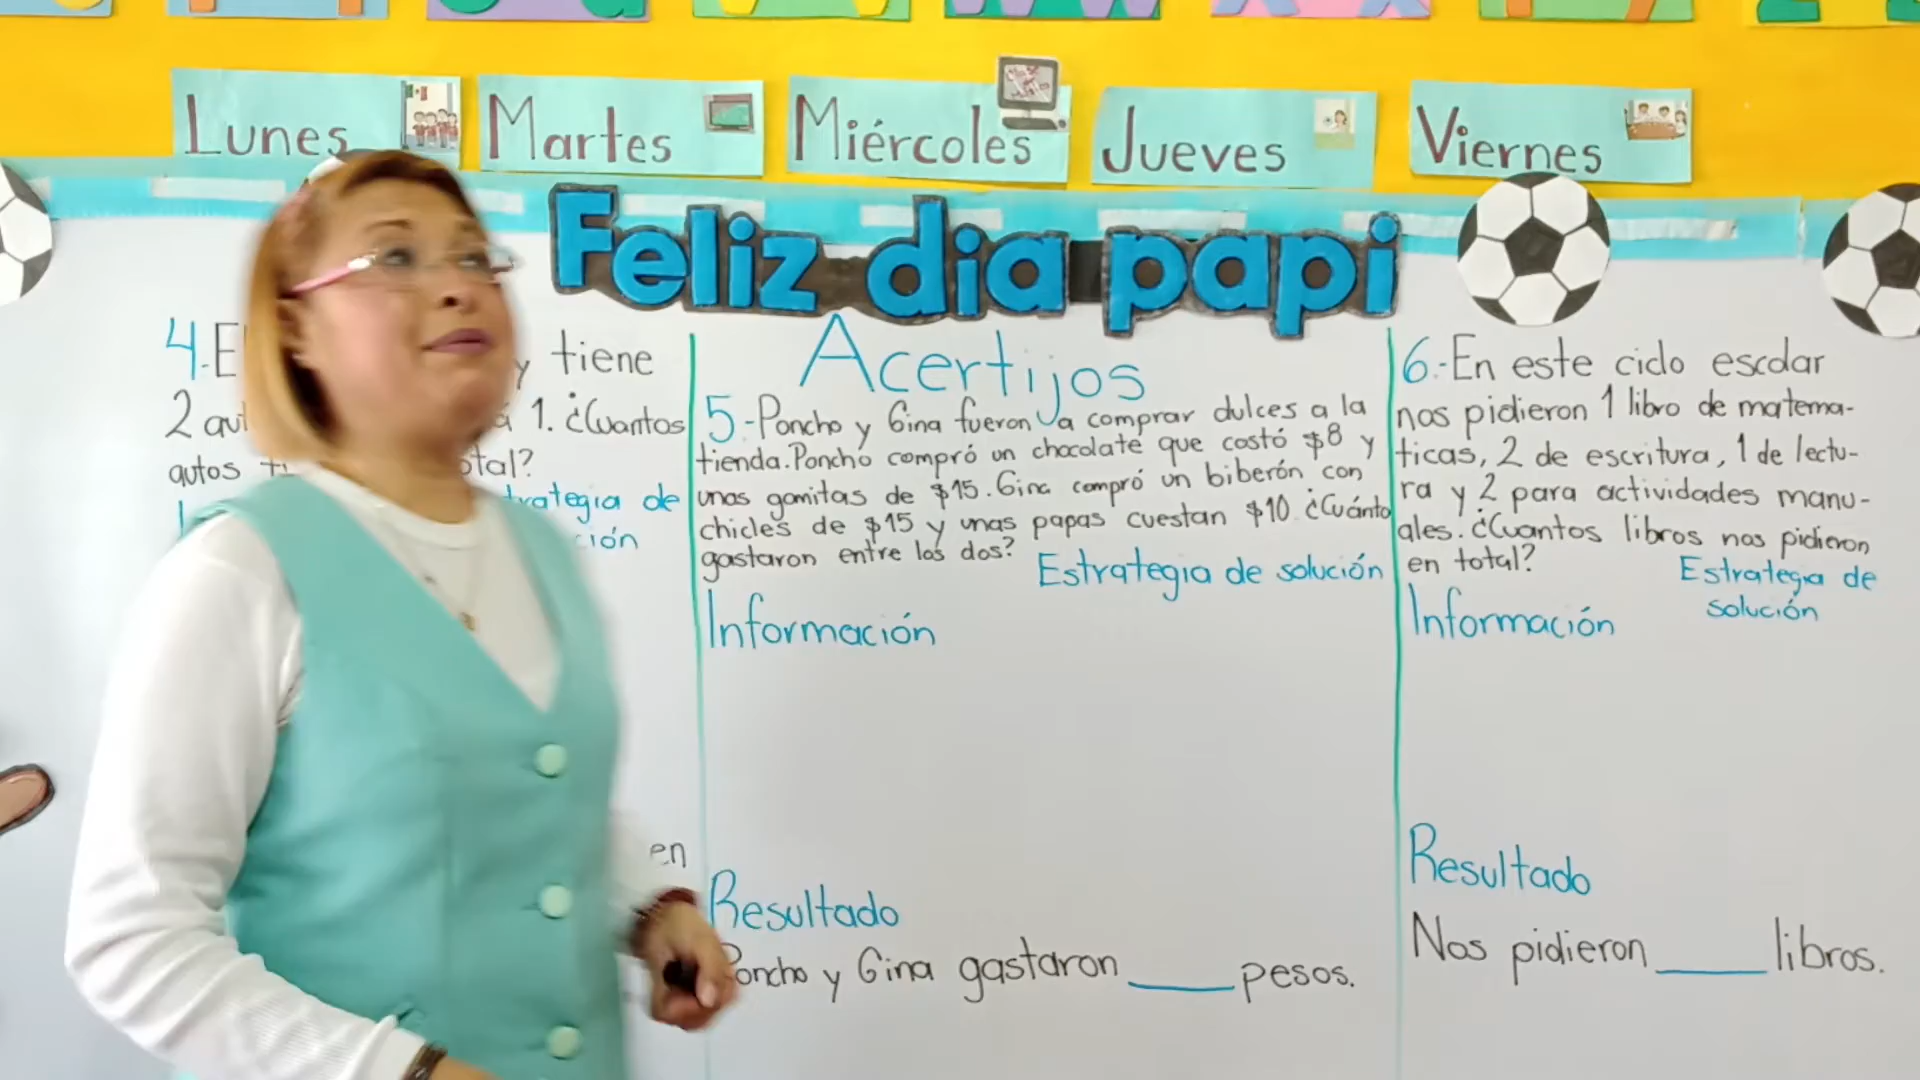 Lunes
Martes
Miércoles
Jueves
Viernes
Feliz dia papi
Acertijos
4.-E
y tiene
2 au
1. ¿Cuantos
autos
total?
de
en
5.-Poncho y Gina fueron a comprar dulces a la
tienda. Poncho compró un chocolate que costó $8 y
unas gomitas de $15. Gina compró un biberón con
chicles de $15 y unas papas cuestan $10 ¿Cuánto
gastaron entre los dos?
Estrategia de solución
Información
Resultado
Poncho y Gina gastaron ____ pesos.
6.-En este ciclo escolar
nos pidieron 1 libro de matema-
ticas, 2 de escritura, 1 de lectu-
ra y 2 para actividades manu-
ales. ¿Cuantos libros nos pidieron
en total?
Estrategia de
solución
Información
Resultado
Nos pidieron ____ libros.